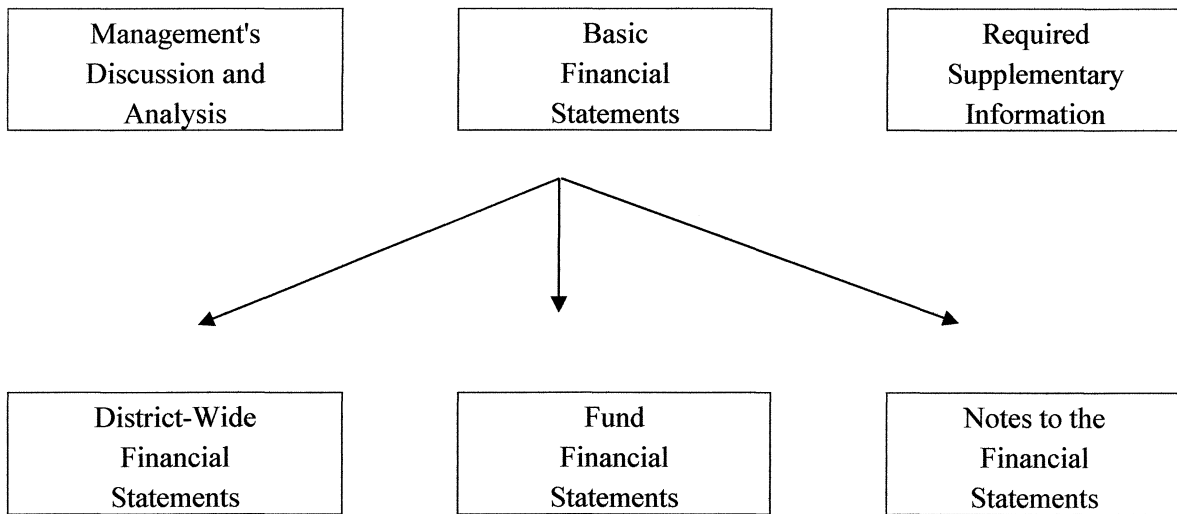 Management's
Discussion and
Analysis
Basic
Financial
Statements
Required
Supplementary
Information
District-Wide
Financial
Statements
Fund
Financial
Statements
Notes to the
Financial
Statements